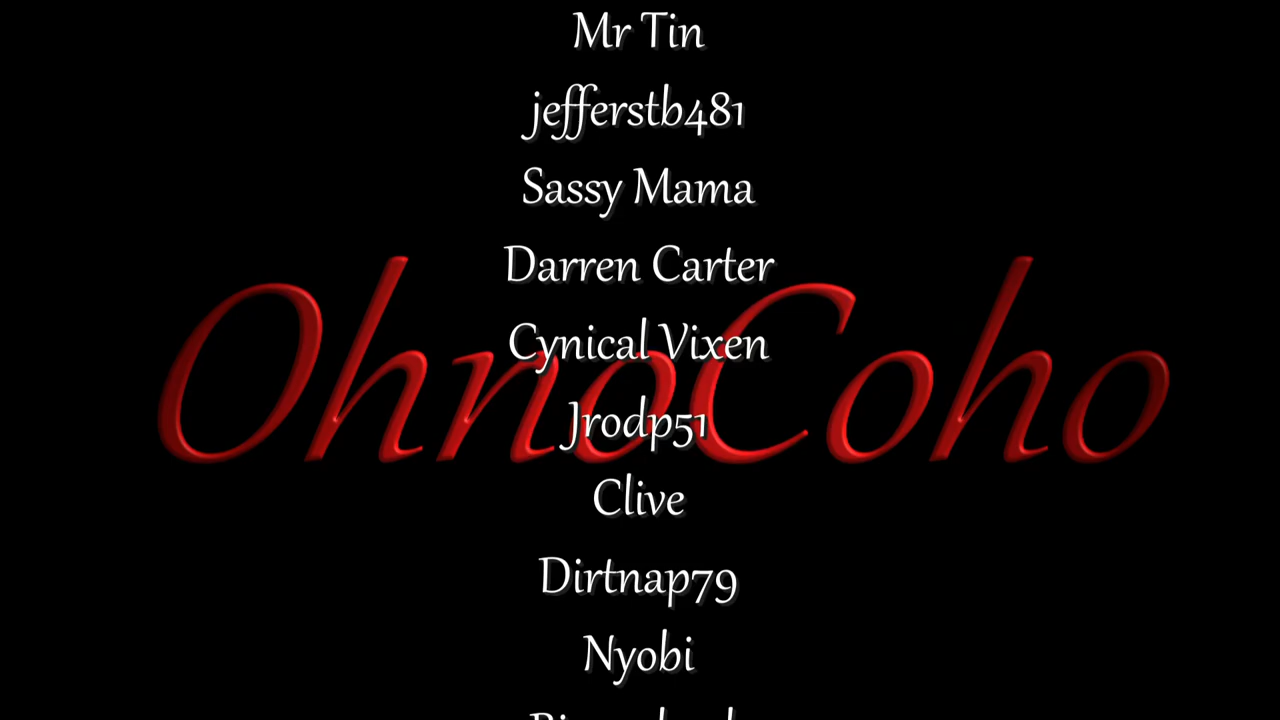 Mr Tin
jefferstb481
Sassy Mama
Darren Carter
OhnoCoho
Cynical Vixen
Jrodp51
Clive
Dirtnap79
Nyobi